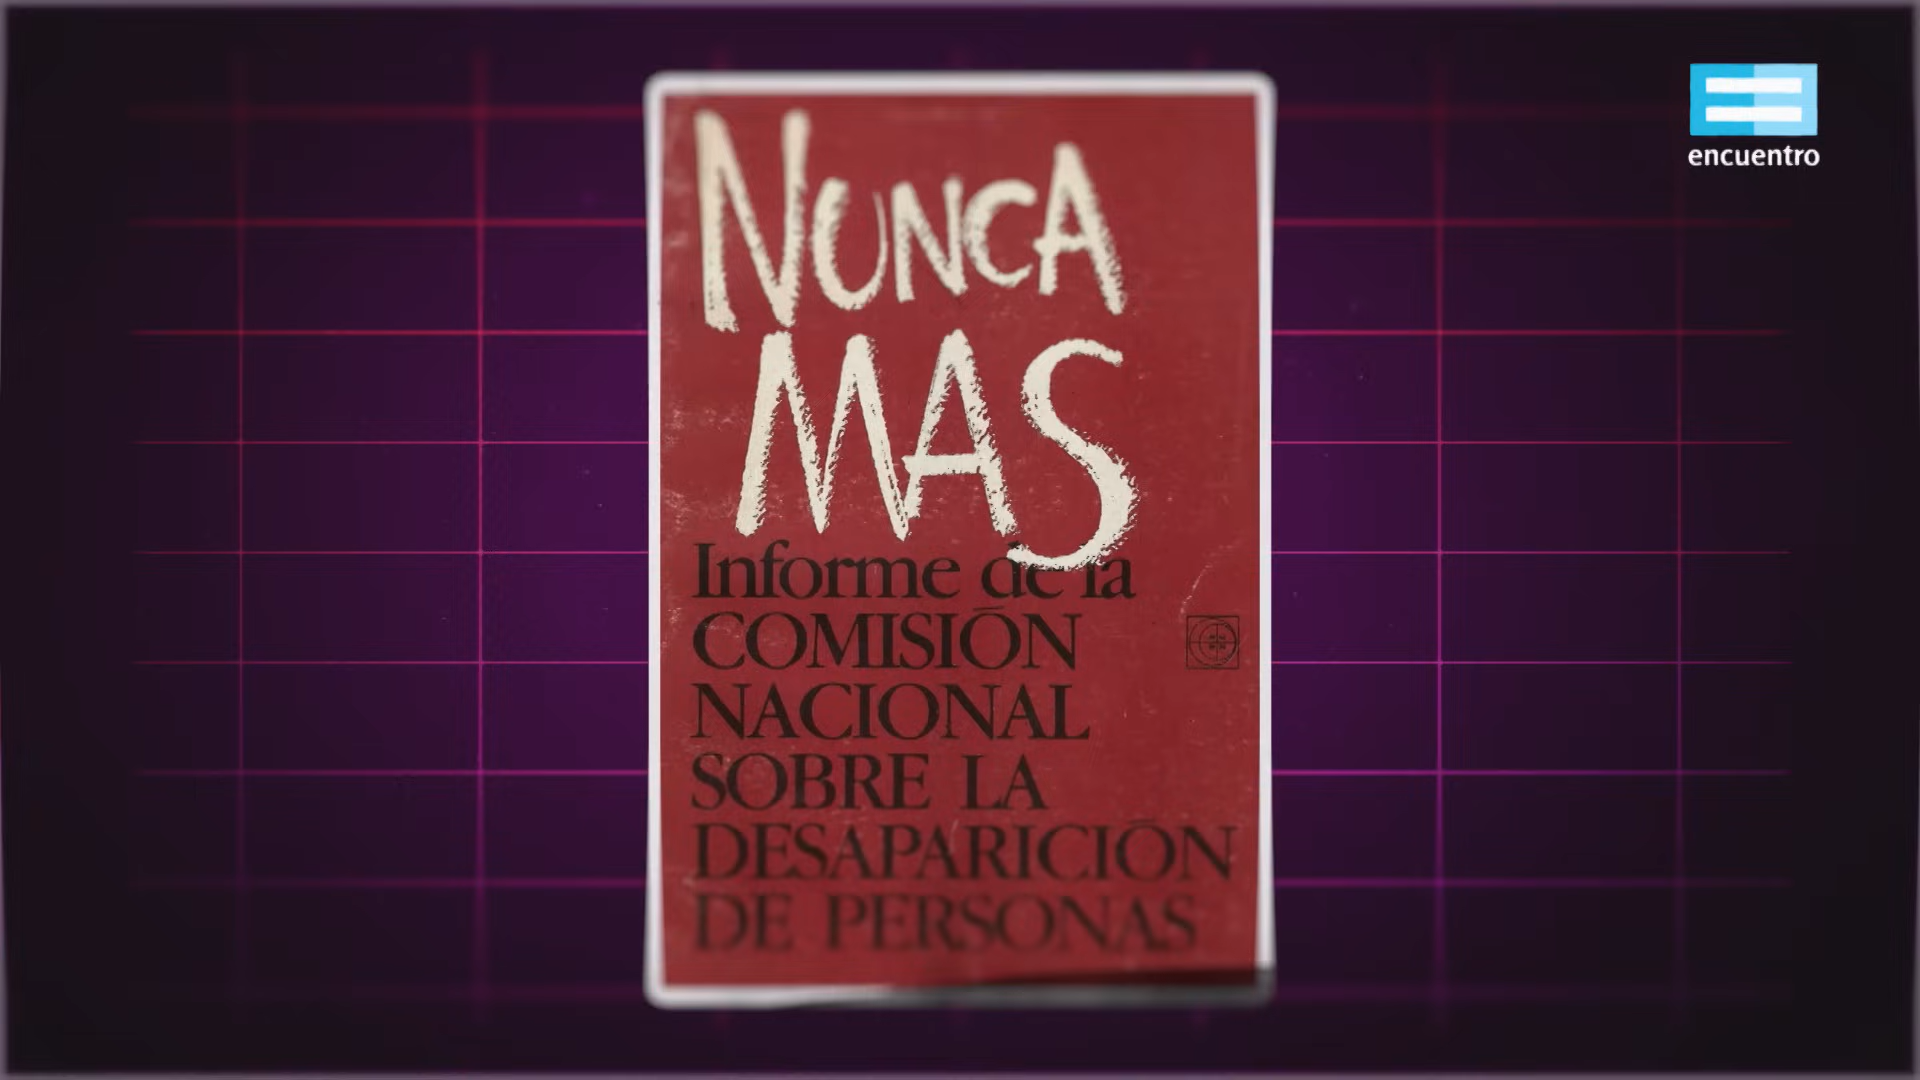 NUNCA
MAS
Informe de la
COMISIÓN
NACIONAL
SOBRE LA
DESAPARICIÓN
DE PERSONAS
encuentro